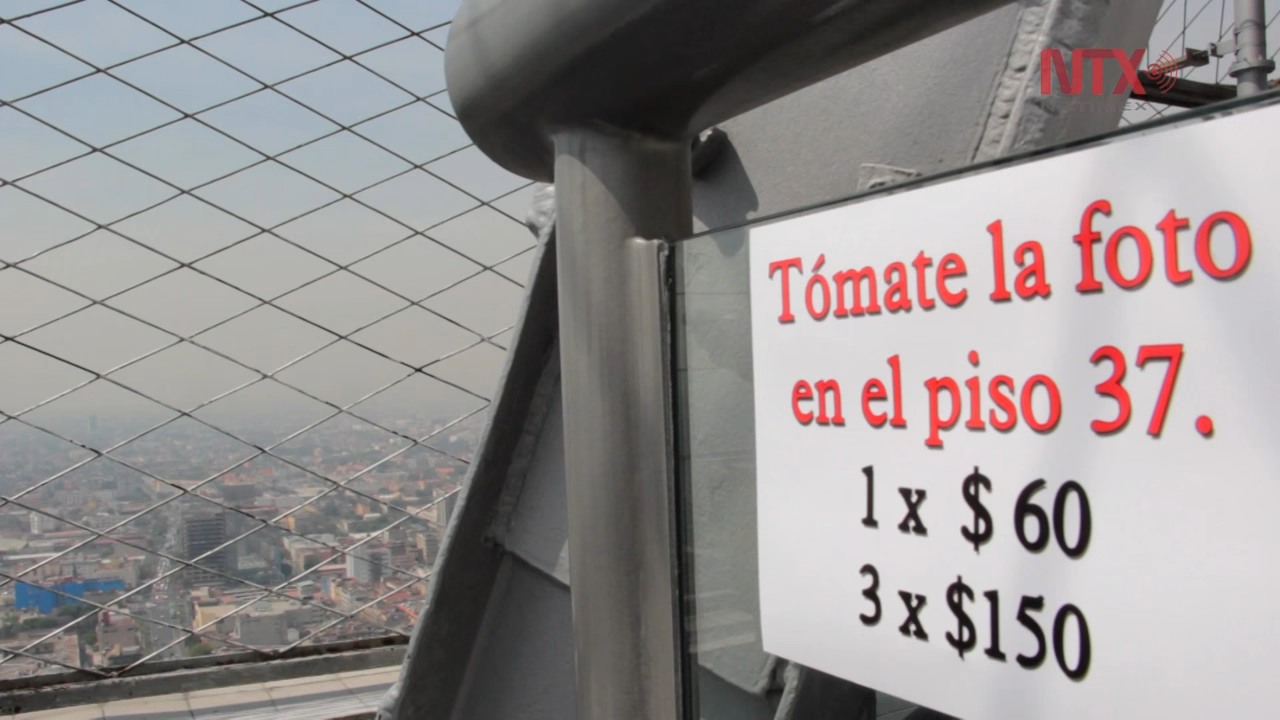 NTX
Tómate la foto
en el piso 37.
1 x $ 60
3 x $150